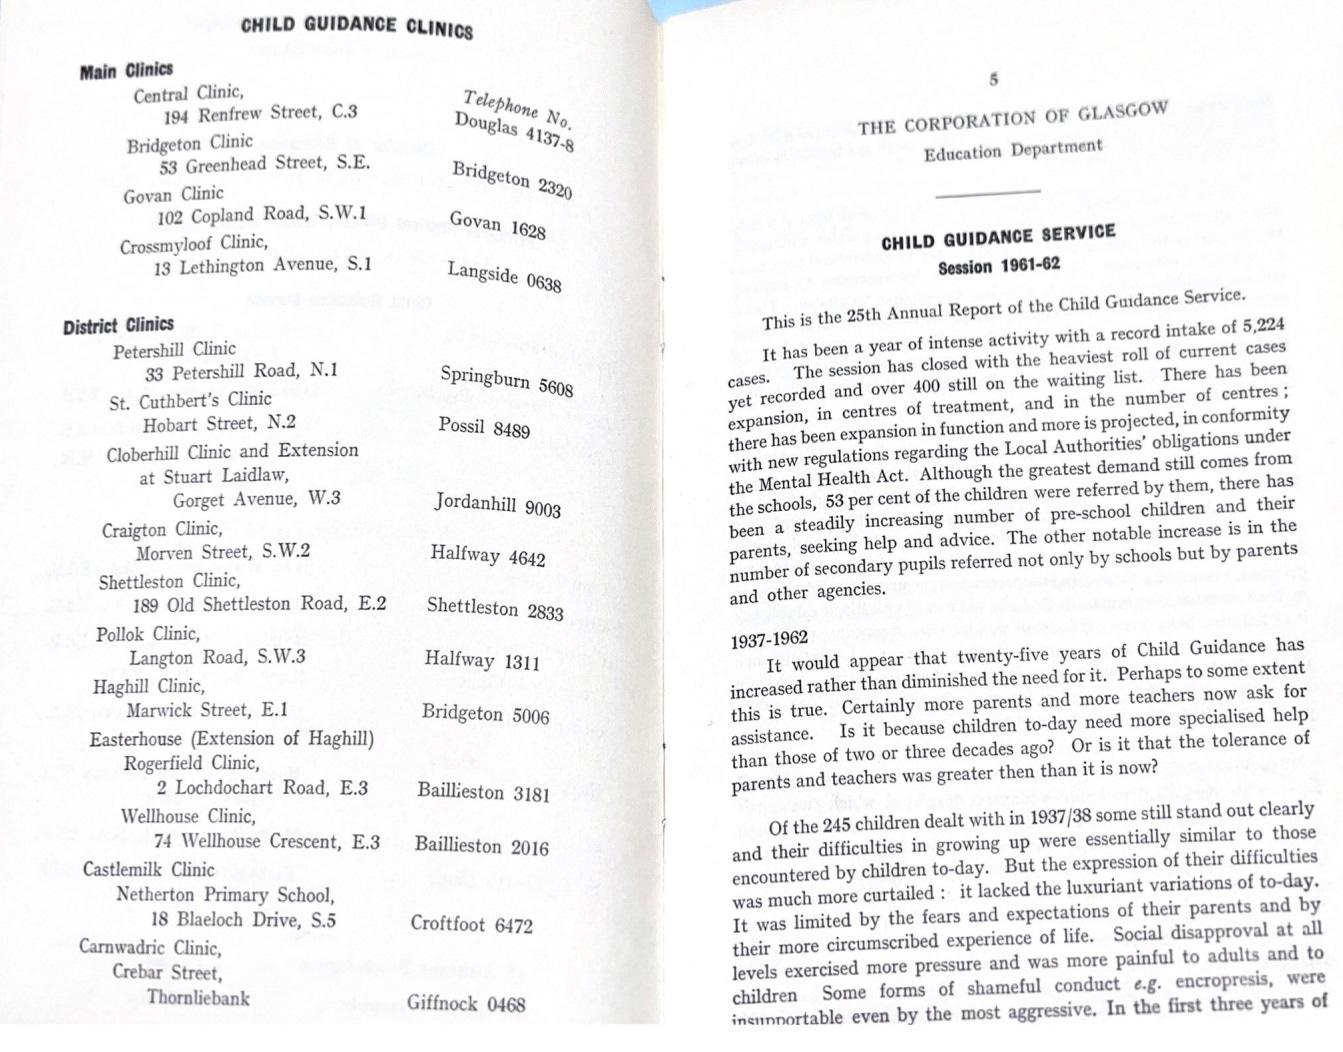 CHILD GUIDANCE CLINICS
Main Clinics
Telephone No.
Central Clinic,
194 Renfrew Street, C.3 Douglas 4137-8
Bridgeton Clinic
53 Greenhead Street, S.E. Bridgeton 2320
Govan Clinic
102 Copland Road, S.W.1 Govan 1628
Crossmyloof Clinic,
13 Lethington Avenue, S.1 Langside 0638
District Clinics
Petershill Clinic
33 Petershill Road, N.1 Springburn 5608
St. Cuthbert's Clinic
Hobart Street, N.2 Possil 8489
Cloberhill Clinic and Extension
at Stuart Laidlaw,
Gorget Avenue, W.3 Jordanhill 9003
Craigton Clinic,
Morven Street, S.W.2 Halfway 4642
Shettleston Clinic,
189 Old Shettleston Road, E.2 Shettleston 2833
Pollok Clinic,
Langton Road, S.W.3 Halfway 1311
Haghill Clinic,
Marwick Street, E.1 Bridgeton 5006
Easterhouse (Extension of Haghill)
Rogerfield Clinic,
2 Lochdochart Road, E.3 Baillieston 3181
Wellhouse Clinic,
74 Wellhouse Crescent, E.3 Baillieston 2016
Castlemilk Clinic
Netherton Primary School,
18 Blaeloch Drive, S.5 Croftfoot 6472
Carnwadric Clinic,
Crebar Street,
Thornliebank Giffnock 0468
5
THE CORPORATION OF GLASGOW
Education Department
CHILD GUIDANCE SERVICE
Session 1961-62
This is the 25th Annual Report of the Child Guidance Service.
It has been a year of intense activity with a record intake of 5,224
cases. The session has closed with the heaviest roll of current cases
yet recorded and over 400 still on the waiting list. There has been
expansion, in centres of treatment, and in the number of centres ;
there has been expansion in function and more is projected, in conformity
with new regulations regarding the Local Authorities' obligations under
the Mental Health Act. Although the greatest demand still comes from
the schools, 53 per cent of the children were referred by them, there has
been a steadily increasing number of pre-school children and their
parents, seeking help and advice. The other notable increase is in the
number of secondary pupils referred not only by schools but by parents
and other agencies.
1937-1962
It would appear that twenty-five years of Child Guidance has
increased rather than diminished the need for it. Perhaps to some extent
this is true. Certainly more parents and more teachers now ask for
assistance. Is it because children to-day need more specialised help
than those of two or three decades ago? Or is it that the tolerance of
parents and teachers was greater then than it is now?
Of the 245 children dealt with in 1937/38 some still stand out clearly
and their difficulties in growing up were essentially similar to those
encountered by children to-day. But the expression of their difficulties
was much more curtailed : it lacked the luxuriant variations of to-day.
It was limited by the fears and expectations of their parents and by
their more circumscribed experience of life. Social disapproval at all
levels exercised more pressure and was more painful to adults and to
children Some forms of shameful conduct e.g. encropresis, were
insupportable even by the most aggressive. In the first three years of